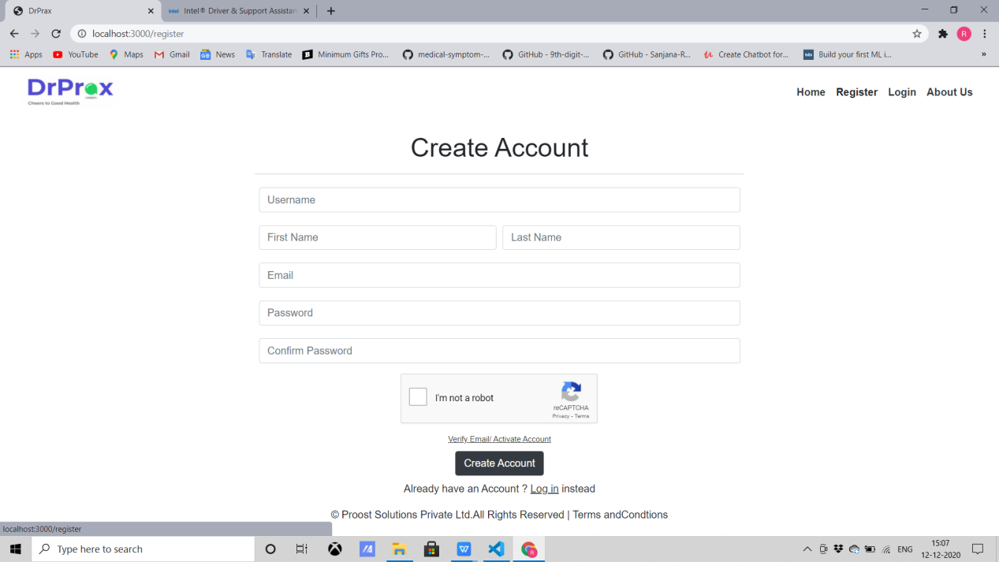 DrPrax
intel Intel® Driver & Support Assistan
localhost:3000/register
R
Apps YouTube Maps Gmail News Translate Minimum Gifts Pro... medical-symptom-... GitHub - 9th-digit-... GitHub - Sanjana-R... Create Chatbot for... Build your first ML i... »
DrPrax
Cheers to Good Health
Home Register Login About Us
Create Account
Username
First Name Last Name
Email
Password
Confirm Password
I'm not a robot
reCAPTCHA
Privacy - Terms
Verify Email/ Activate Account
Create Account
Already have an Account ? Log in instead
© Proost Solutions Private Ltd.All Rights Reserved | Terms andCondtions
localhost:3000/register
Type here to search
ENG
15:07
12-12-2020